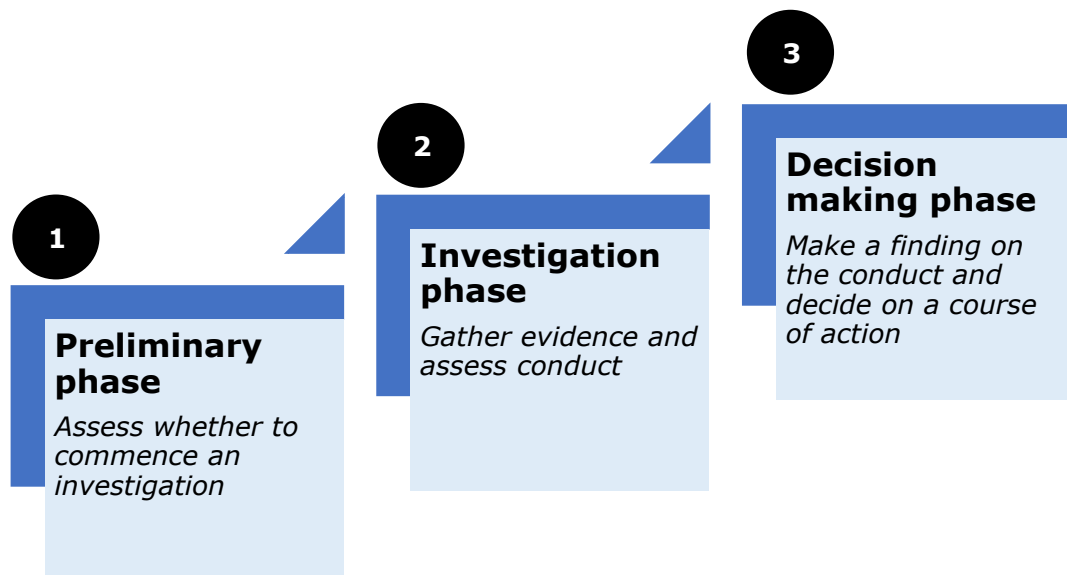 1
Preliminary
phase
Assess whether to
commence an
investigation
2
Investigation
phase
Gather evidence and
assess conduct
3
Decision
making phase
Make a finding on
the conduct and
decide on a course
of action